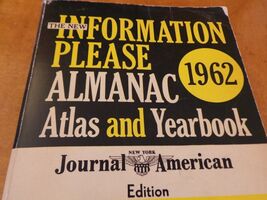 THE NEW INFORMATION
PLEASE
ALMANAC 1962
Atlas and Yearbook
NEW YORK
Journal American
Edition